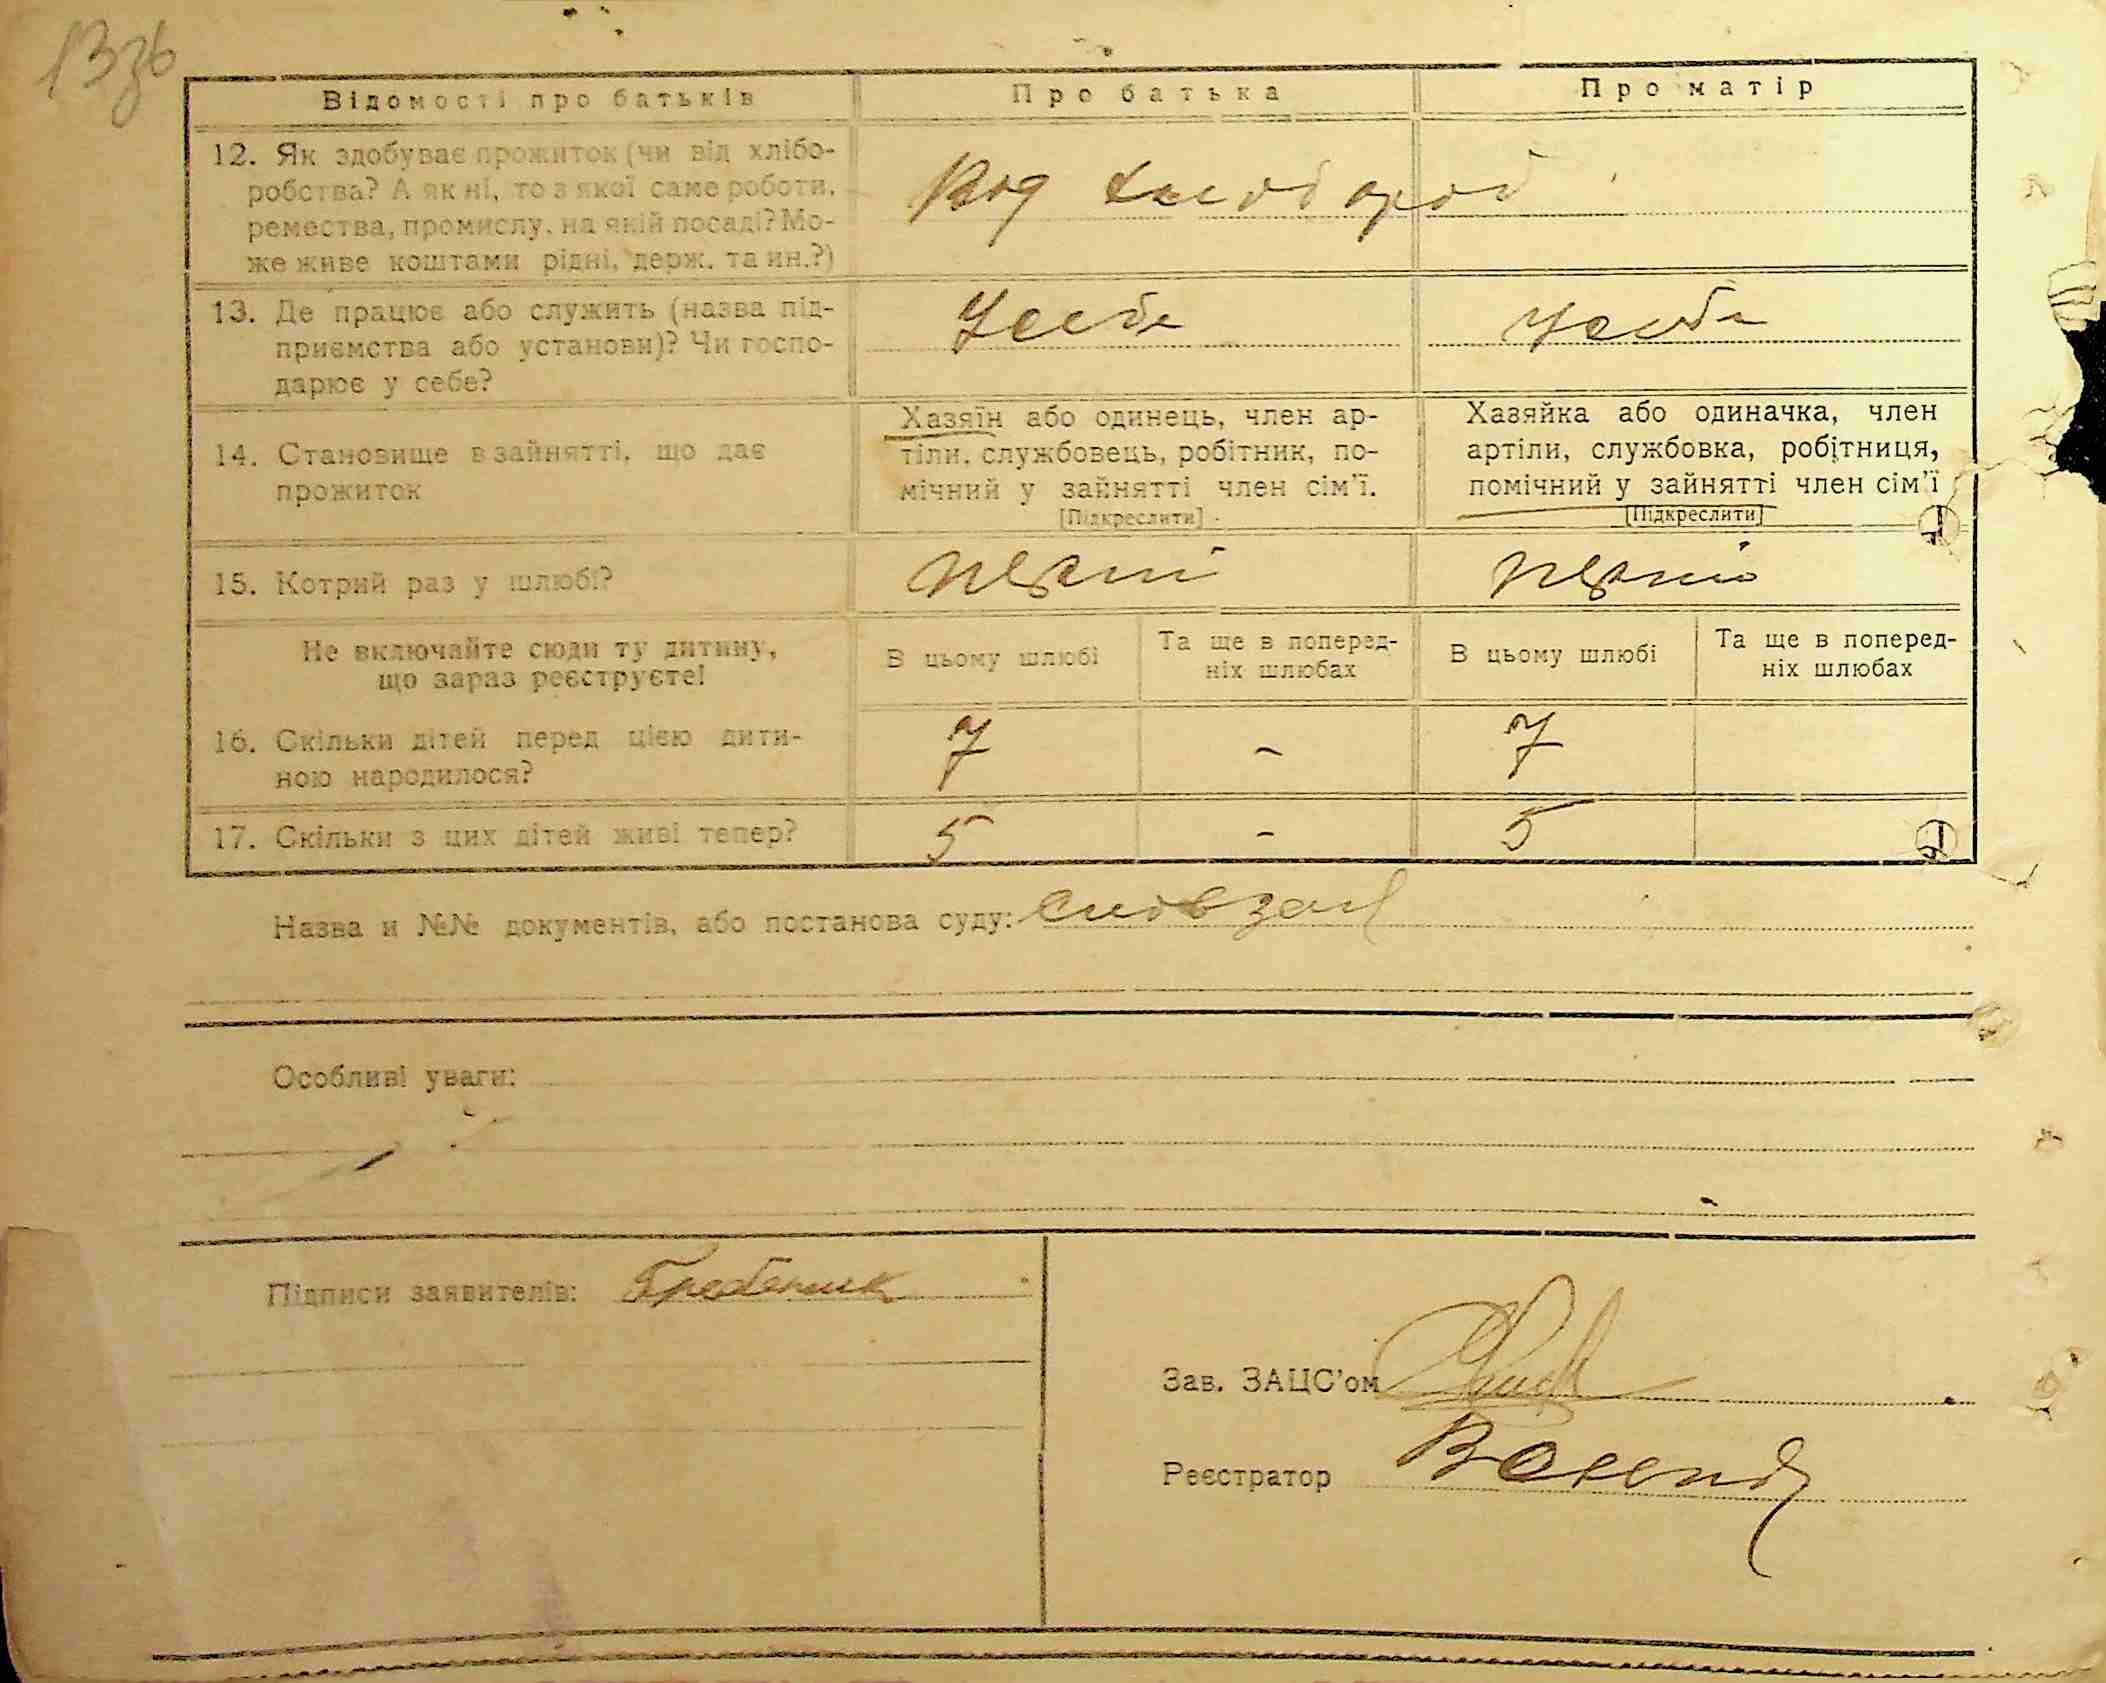 13зв
Відомості про батьків
Про батька
Про матір
12. Як здобуває прожиток (чи від хлібо-
робства? А як ні, то з якої саме роботи,
ремества, промислу, на якій посаді? Мо-
же живе коштами рідні, держ. та ин.?)
Від
13. Де працює або служить (назва під-
приємства або установи)? Чи госпо-
дарює у себе?
У себе
У себе
14. Становище в зайнятті, що дає
прожиток
Хазяїн або одинець, член ар-
тіли, службовець, робітник, по-
мічний у зайнятті член сім'ї.
[Підкреслити]
Хазяйка або одиначка, член
артіли, службовка, робітниця,
помічний у зайнятті член сім'ї
[Підкреслити]
15. Котрий раз у шлюбі?
Не включайте сюди ту дитину,
що зараз реєструєте!
В цьому шлюбі
Та ще в поперед-
ніх шлюбах
В цьому шлюбі
Та ще в поперед-
ніх шлюбах
16. Скільки дітей перед цією дити-
ною народилося?
7
-
7
17. Скільки з цих дітей живі тепер?
5
-
5
Назва и №№ документів, або постанова суду:
Особливі уваги:
Підписи заявителів: Гребеник
Зав. ЗАЦС'ом
Реєстратор